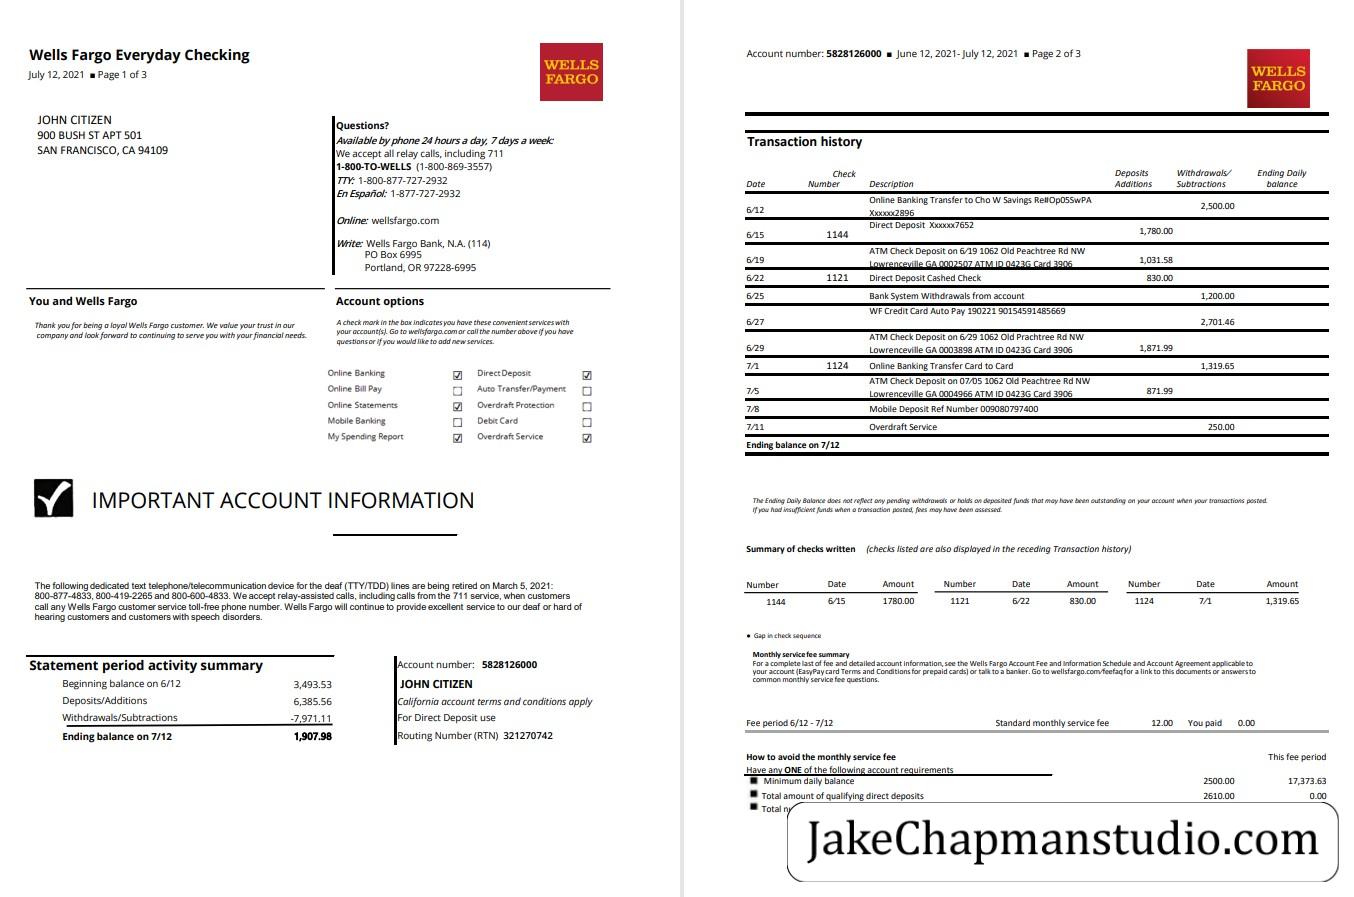 Wells Fargo Everyday Checking
July 12, 2021 ■ Page 1 of 3
WELLS
FARGO
JOHN CITIZEN
900 BUSH ST APT 501
SAN FRANCISCO, CA 94109
Questions?
Available by phone 24 hours a day, 7 days a week:
We accept all relay calls, including 711
1-800-TO-WELLS (1-800-869-3557)
TTY: 1-800-877-727-2932
En Español: 1-877-727-2932
Online: wellsfargo.com
Write: Wells Fargo Bank, N.A. (114)
PO Box 6995
Portland, OR 97228-6995
You and Wells Fargo
Thank you for being a loyal Wells Fargo customer. We value your trust in our
company and look forward to continuing to serve you with your financial needs.
Account options
A check mark in the box indicates you have these convenient services with
your account(s). Go to wellsfargo.com or call the number above if you have
questions or if you would like to add new services.
Online Banking ☑ Direct Deposit ☑
Online Bill Pay ☐ Auto Transfer/Payment ☐
Online Statements ☑ Overdraft Protection ☐
Mobile Banking ☐ Debit Card ☐
My Spending Report ☑ Overdraft Service ☑
IMPORTANT ACCOUNT INFORMATION
The following dedicated text telephone/telecommunication device for the deaf (TTY/TDD) lines are being retired on March 5, 2021:
800-877-4833, 800-419-2265 and 800-600-4833. We accept relay-assisted calls, including calls from the 711 service, when customers
call any Wells Fargo customer service toll-free phone number. Wells Fargo will continue to provide excellent service to our deaf or hard of
hearing customers and customers with speech disorders.
Statement period activity summary
Beginning balance on 6/12 3,493.53
Deposits/Additions 6,385.56
Withdrawals/Subtractions -7,971.11
Ending balance on 7/12 1,907.98
Account number: 5828126000
JOHN CITIZEN
California account terms and conditions apply
For Direct Deposit use
Routing Number (RTN) 321270742
Account number: 5828126000 ■ June 12, 2021- July 12, 2021 ■ Page 2 of 3
WELLS
FARGO
Transaction history
Check Deposits Withdrawals/ Ending Daily
Date Number Description Additions Subtractions balance
Online Banking Transfer to Cho W Savings Re#Op05SwPA
6/12 Xxxxxx2896 2,500.00
Direct Deposit Xxxxxx7652
6/15 1144 1,780.00
ATM Check Deposit on 6/19 1062 Old Peachtree Rd NW
6/19 Lowrenceville GA 0002507 ATM ID 0423G Card 3906 1,031.58
6/22 1121 Direct Deposit Cashed Check 830.00
6/25 Bank System Withdrawals from account 1,200.00
WF Credit Card Auto Pay 190221 90154591485669
6/27 2,701.46
ATM Check Deposit on 6/29 1062 Old Prachtree Rd NW
6/29 Lowrenceville GA 0003898 ATM ID 0423G Card 3906 1,871.99
7/1 1124 Online Banking Transfer Card to Card 1,319.65
ATM Check Deposit on 07/05 1062 Old Peachtree Rd NW
7/5 Lowrenceville GA 0004966 ATM ID 0423G Card 3906 871.99
7/8 Mobile Deposit Ref Number 009080797400
7/11 Overdraft Service 250.00
Ending balance on 7/12
The Ending Daily Balance does not reflect any pending withdrawals or holds on deposited funds that may have been outstanding on your account when your transactions posted.
If you had insufficient funds when a transaction posted, fees may have been assessed.
Summary of checks written (checks listed are also displayed in the receding Transaction history)
Number Date Amount Number Date Amount Number Date Amount
1144 6/15 1780.00 1121 6/22 830.00 1124 7/1 1,319.65
● Gap in check sequence
Monthly service fee summary
For a complete last of fee and detailed account information, see the Wells Fargo Account Fee and Information Schedule and Account Agreement applicable to
your account (EasyPay card Terms and Conditions for prepaid cards) or talk to a banker. Go to wellsfargo.com/feefaq for a link to this documents or answers to
common monthly service fee questions.
Fee period 6/12 - 7/12 Standard monthly service fee 12.00 You paid 0.00
How to avoid the monthly service fee This fee period
Have any ONE of the following account requirements
■ Minimum daily balance 2500.00 17,373.63
■ Total amount of qualifying direct deposits 2610.00 0.00
■ Total
JakeChapmanstudio.com